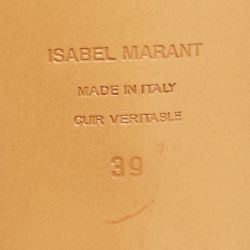 ISABEL MARANT
MADE IN ITALY
CUIR VERITABLE
39